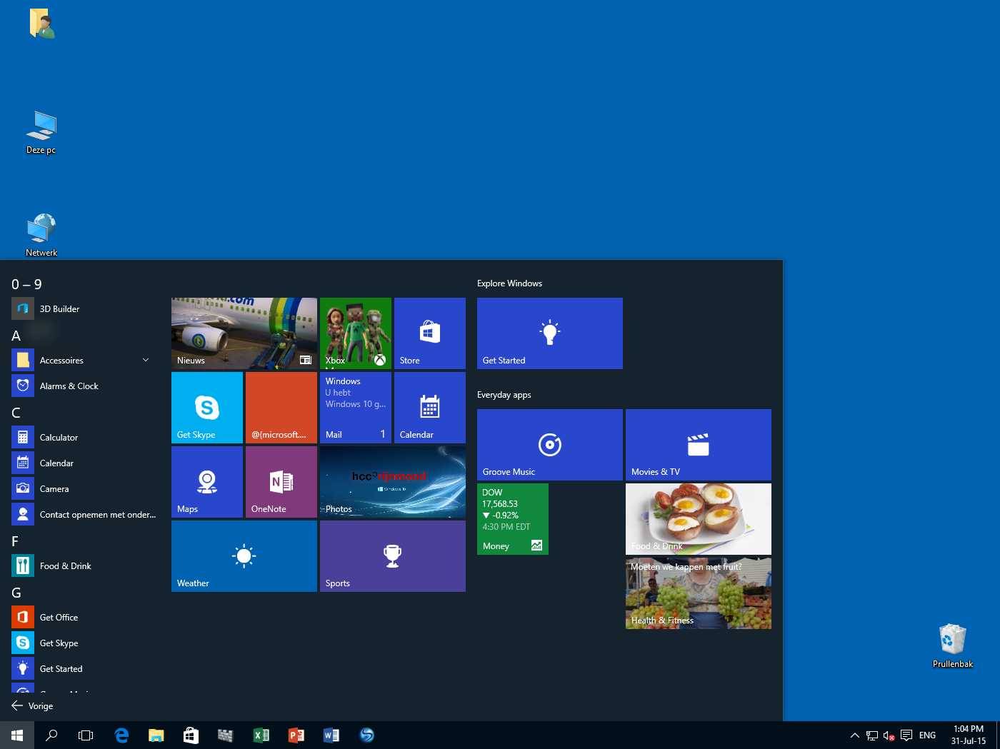 Deze pc
Netwerk
0 – 9
3D Builder
A
Accessoires
Alarms & Clock
C
Calculator
Calendar
Camera
Contact opnemen met onder...
F
Food & Drink
G
Get Office
Get Skype
Get Started
Vorige
.com
Nieuws
Xbox
Store
Get Skype
@{microsoft....
Windows
U hebt
Windows 10 g...
Mail 1
Calendar
Maps
OneNote
hcc rijnmond
Windows 10
Photos
Weather
Sports
Explore Windows
Get Started
Everyday apps
Groove Music
Movies & TV
DOW
17,568.53
▼ -0.92%
4:30 PM EDT
Money
Food & Drink
Moeten we kappen met fruit?
Health & Fitness
Prullenbak
ENG
1:04 PM
31-Jul-15